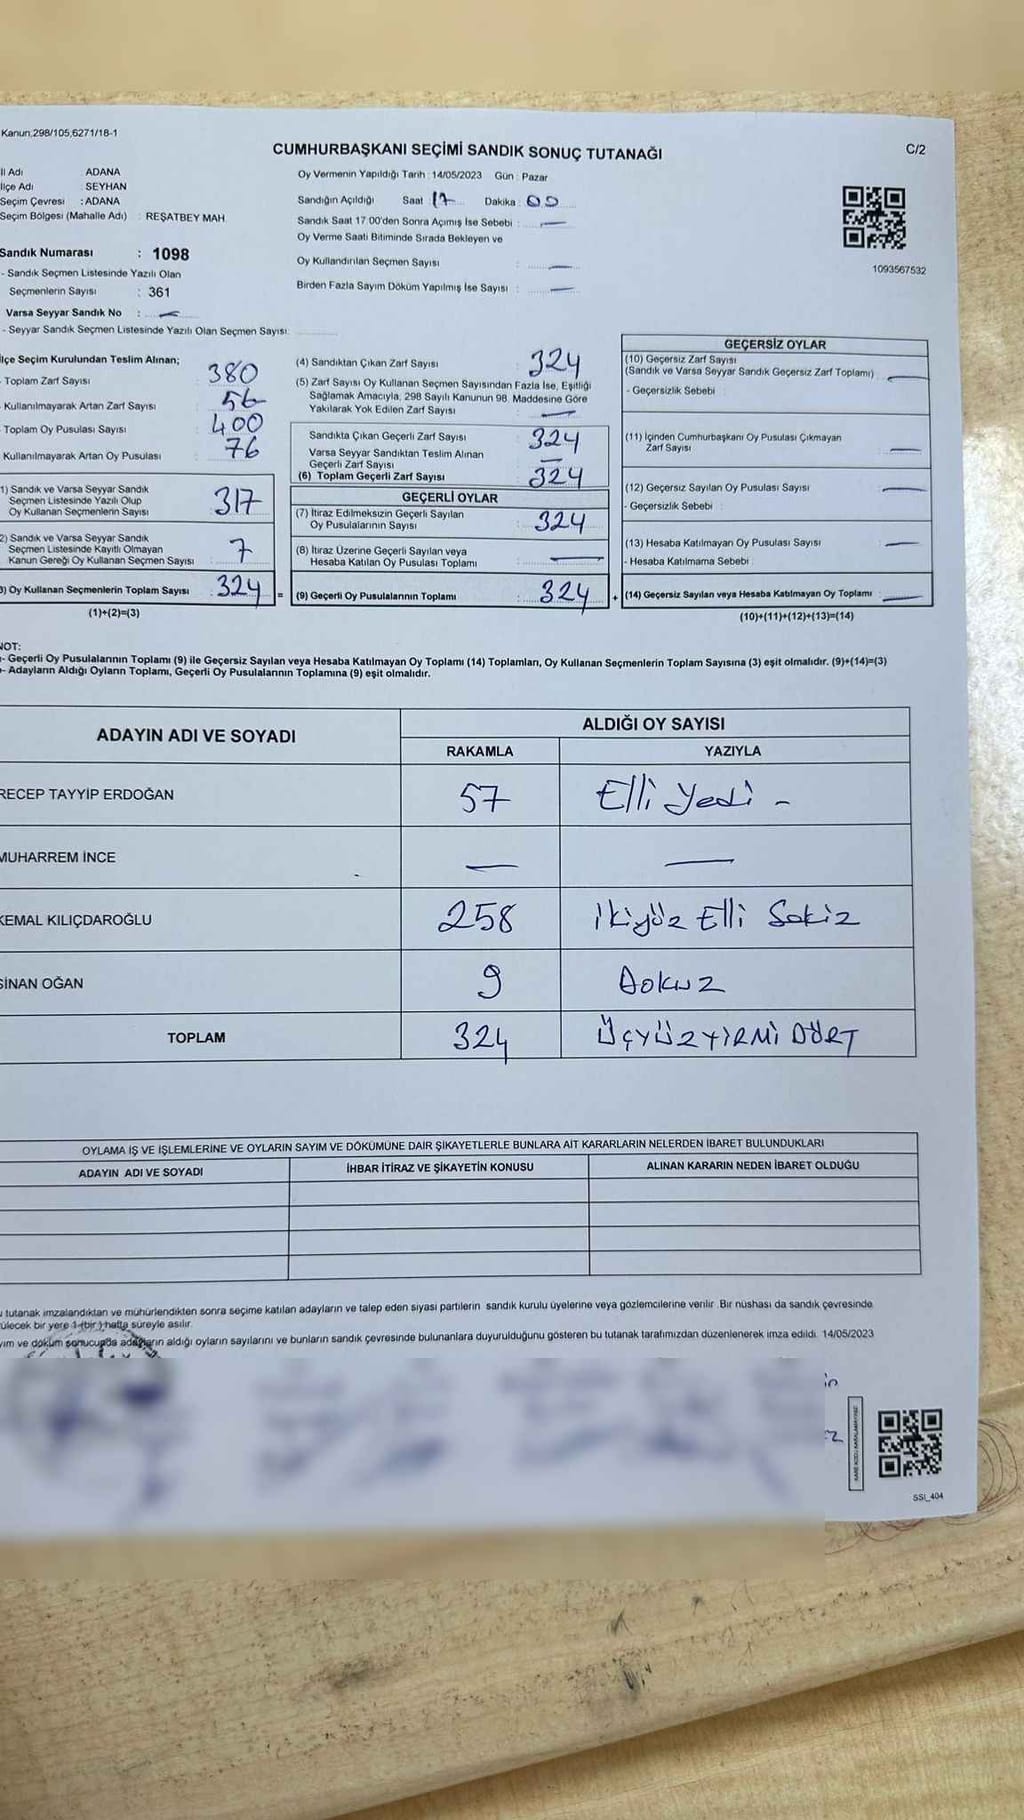 Kanun,298/105,6271/18-1
CUMHURBAŞKANI SEÇİMİ SANDIK SONUÇ TUTANAĞI
C/2
İl Adı ADANA
İlçe Adı : SEYHAN
Seçim Çevresi : ADANA
Seçim Bölgesi (Mahalle Adı) : REŞATBEY MAH.
Sandık Numarası : 1098
- Sandık Seçmen Listesinde Yazılı Olan
Seçmenlerin Sayısı : 361
Varsa Seyyar Sandık No : —
- Seyyar Sandık Seçmen Listesinde Yazılı Olan Seçmen Sayısı:
Oy Vermenin Yapıldığı Tarih : 14/05/2023 Gün : Pazar
Sandığın Açıldığı Saat 17 Dakika : 00
Sandık Saat 17.00'den Sonra Açımış İse Sebebi : —
Oy Verme Saati Bitiminde Sırada Bekleyen ve
Oy Kullandırılan Seçmen Sayısı : —
Birden Fazla Sayım Döküm Yapılmış İse Sayısı : —
1093567532
İlçe Seçim Kurulundan Teslim Alınan;
Toplam Zarf Sayısı 380
Kullanılmayarak Artan Zarf Sayısı 56
Toplam Oy Pusulası Sayısı 400
Kullanılmayarak Artan Oy Pusulası 76
1) Sandık ve Varsa Seyyar Sandık
Seçmen Listesinde Yazılı Olup
Oy Kullanan Seçmenlerin Sayısı 317
2) Sandık ve Varsa Seyyar Sandık
Seçmen Listesinde Kayıtlı Olmayan
Kanun Gereği Oy Kullanan Seçmen Sayısı 7
3) Oy Kullanan Seçmenlerin Toplam Sayısı : 324 =
(1)+(2)=(3)
(4) Sandıktan Çıkan Zarf Sayısı : 324
(5) Zarf Sayısı Oy Kullanan Seçmen Sayısından Fazla İse, Eşitliği
Sağlamak Amacıyla, 298 Sayılı Kanunun 98. Maddesine Göre
Yakılarak Yok Edilen Zarf Sayısı —
Sandıkta Çıkan Geçerli Zarf Sayısı 324
Varsa Seyyar Sandıktan Teslim Alınan
Geçerli Zarf Sayısı —
(6) Toplam Geçerli Zarf Sayısı 324
GEÇERLİ OYLAR
(7) İtiraz Edilmeksizin Geçerli Sayılan
Oy Pusulalarının Sayısı : 324
(8) İtiraz Üzerine Geçerli Sayılan veya
Hesaba Katılan Oy Pusulası Toplamı : —
(9) Geçerli Oy Pusulalarının Toplamı : 324 +
GEÇERSİZ OYLAR
(10) Geçersiz Zarf Sayısı
(Sandık ve Varsa Seyyar Sandık Geçersiz Zarf Toplamı) : —
- Geçersizlik Sebebi :
(11) İçinden Cumhurbaşkanı Oy Pusulası Çıkmayan
Zarf Sayısı —
(12) Geçersiz Sayılan Oy Pusulası Sayısı : —
- Geçersizlik Sebebi :
(13) Hesaba Katılmayan Oy Pusulası Sayısı : —
- Hesaba Katılmama Sebebi :
(14) Geçersiz Sayılan veya Hesaba Katılmayan Oy Toplamı : —
(10)+(11)+(12)+(13)=(14)
NOT:
- Geçerli Oy Pusulalarının Toplamı (9) ile Geçersiz Sayılan veya Hesaba Katılmayan Oy Toplamı (14) Toplamları, Oy Kullanan Seçmenlerin Toplam Sayısına (3) eşit olmalıdır. (9)+(14)=(3)
- Adayların Aldığı Oyların Toplamı, Geçerli Oy Pusulalarının Toplamına (9) eşit olmalıdır.
ADAYIN ADI VE SOYADI ALDIĞI OY SAYISI
RAKAMLA YAZIYLA
RECEP TAYYİP ERDOĞAN 57 Elli Yedi -
MUHARREM İNCE — —
KEMAL KILIÇDAROĞLU 258 ikiyüz Elli Sekiz
SİNAN OĞAN 9 Dokuz
TOPLAM 324 ÜÇYÜZYİRMİ DÖRT
OYLAMA İŞ VE İŞLEMLERİNE VE OYLARIN SAYIM VE DÖKÜMÜNE DAİR ŞİKAYETLERLE BUNLARA AİT KARARLARIN NELERDEN İBARET BULUNDUKLARI
ADAYIN ADI VE SOYADI İHBAR İTİRAZ VE ŞİKAYETİN KONUSU ALINAN KARARIN NEDEN İBARET OLDUĞU
tutanak imzalandıktan ve mühürlendikten sonra seçime katılan adayların ve talep eden siyasi partilerin sandık kurulu üyelerine veya gözlemcilerine verilir. Bir nüshası da sandık çevresinde
ülecek bir yere 1 (bir) hafta süreyle asılır.
yım ve döküm sonucunda adayların aldığı oyların sayılarını ve bunların sandık çevresinde bulunanlara duyurulduğunu gösteren bu tutanak tarafımızdan düzenlenerek imza edildi. 14/05/2023
SSI_404